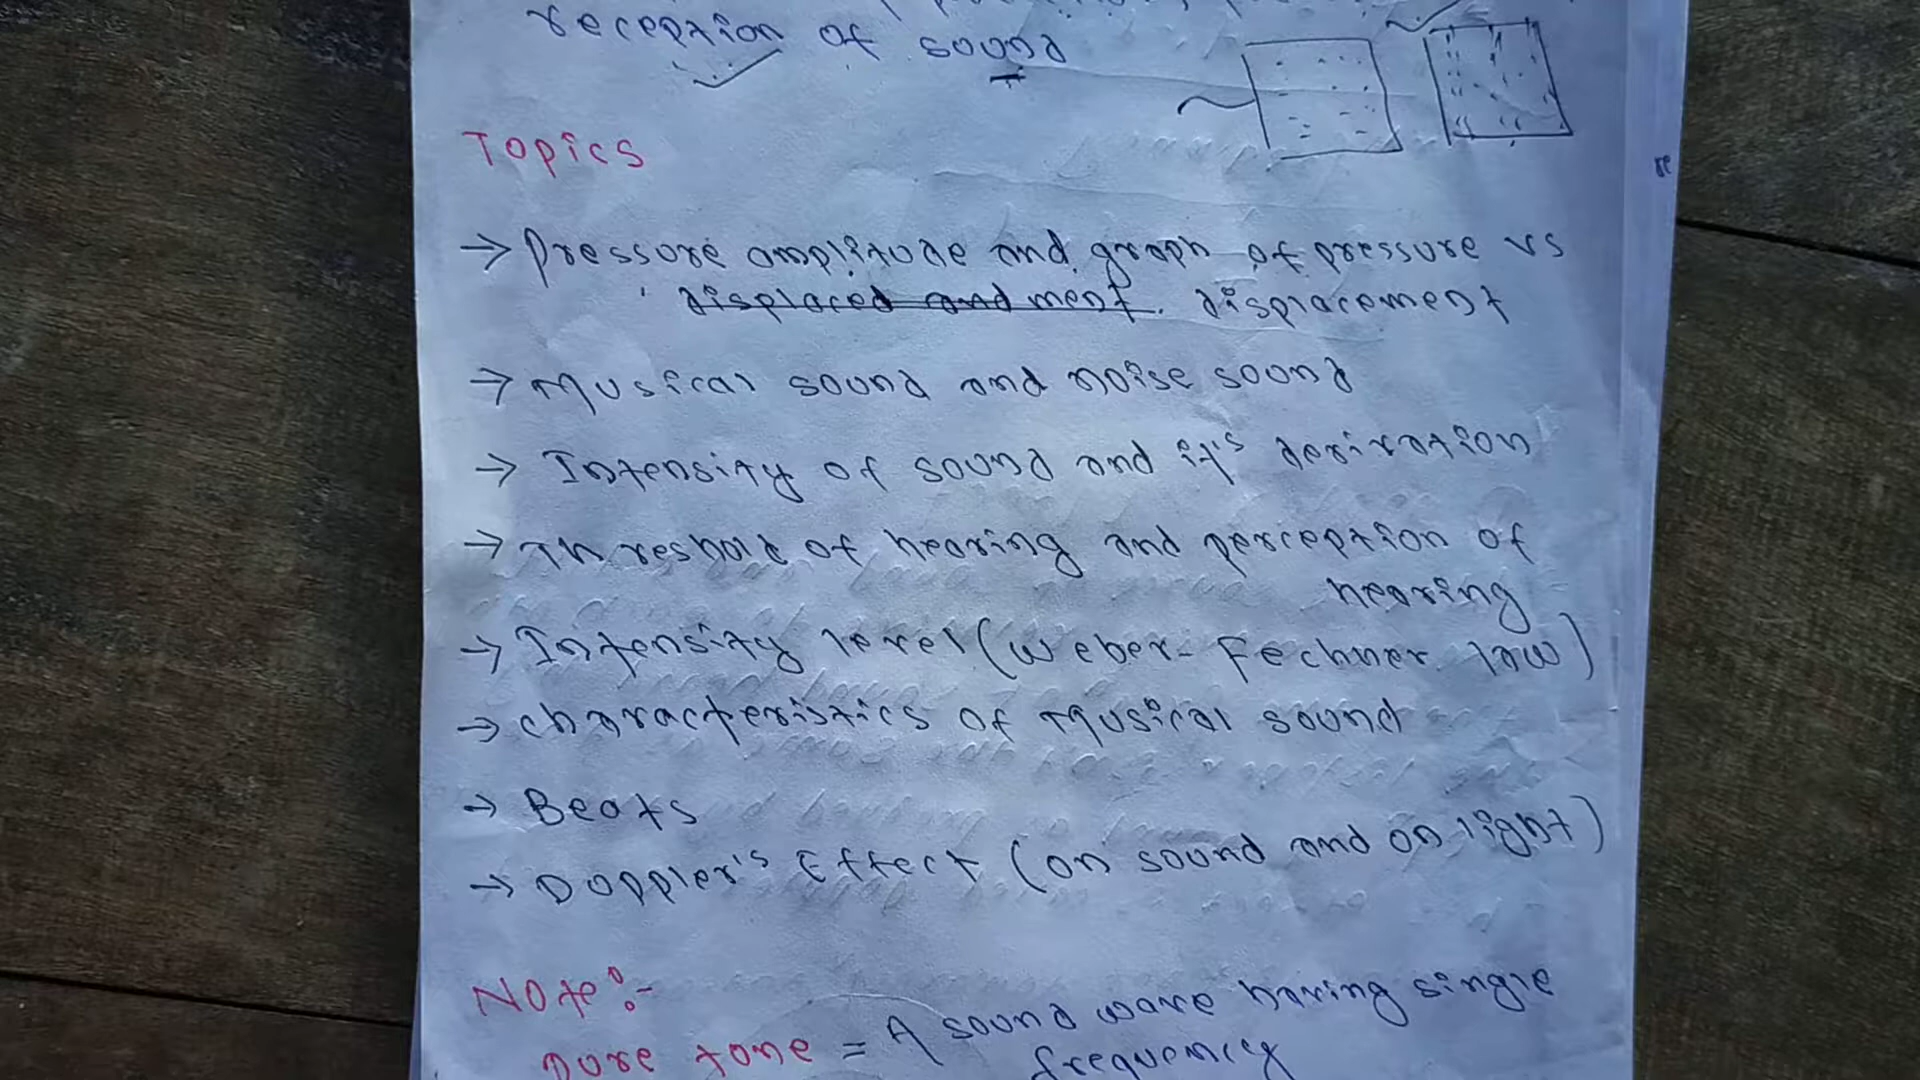 reception of sound
Topics
→ Pressure amplitude and graph of pressure vs
displaced and ment. displacement
→ Musical sound and noise sound
→ Intensity of sound and it's derivation
→ Threshold of hearing and perception of
hearing
→ Intensity level (Weber-Fechner law)
→ characteristics of Musical sound
→ Beats
→ Doppler's Effect (on sound and on light)
Note:-
Pure tone = A sound wave having single
frequency